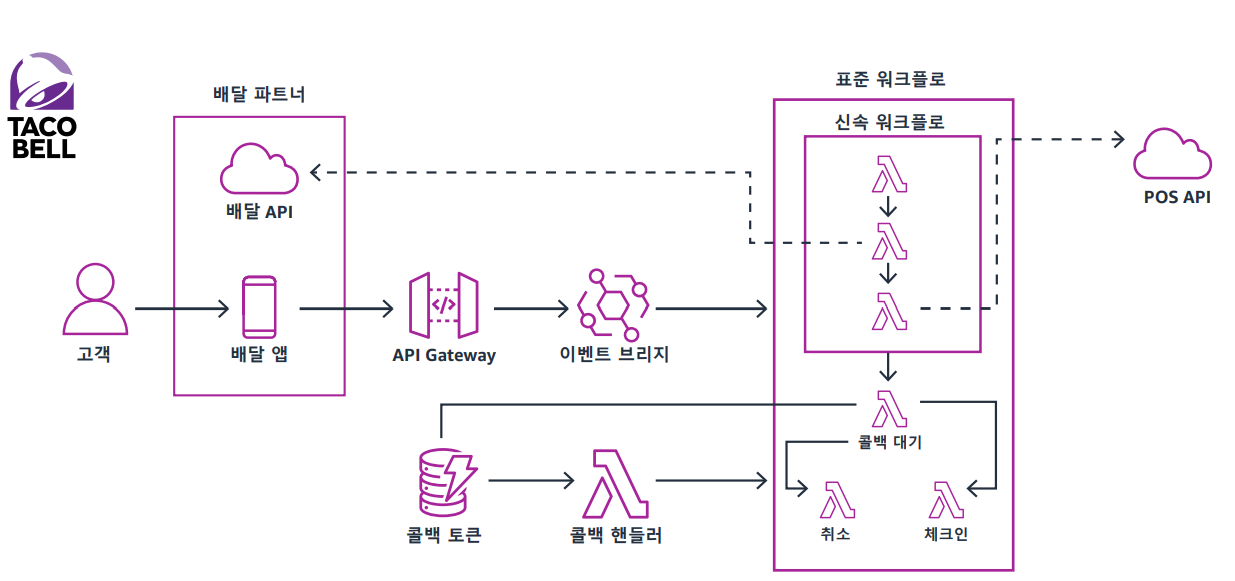 TACO
BELL
배달 파트너
표준 워크플로
신속 워크플로
배달 API
POS API
고객
배달 앱
API Gateway
이벤트 브리지
</>
콜백 대기
콜백 토큰
콜백 핸들러
취소
체크인